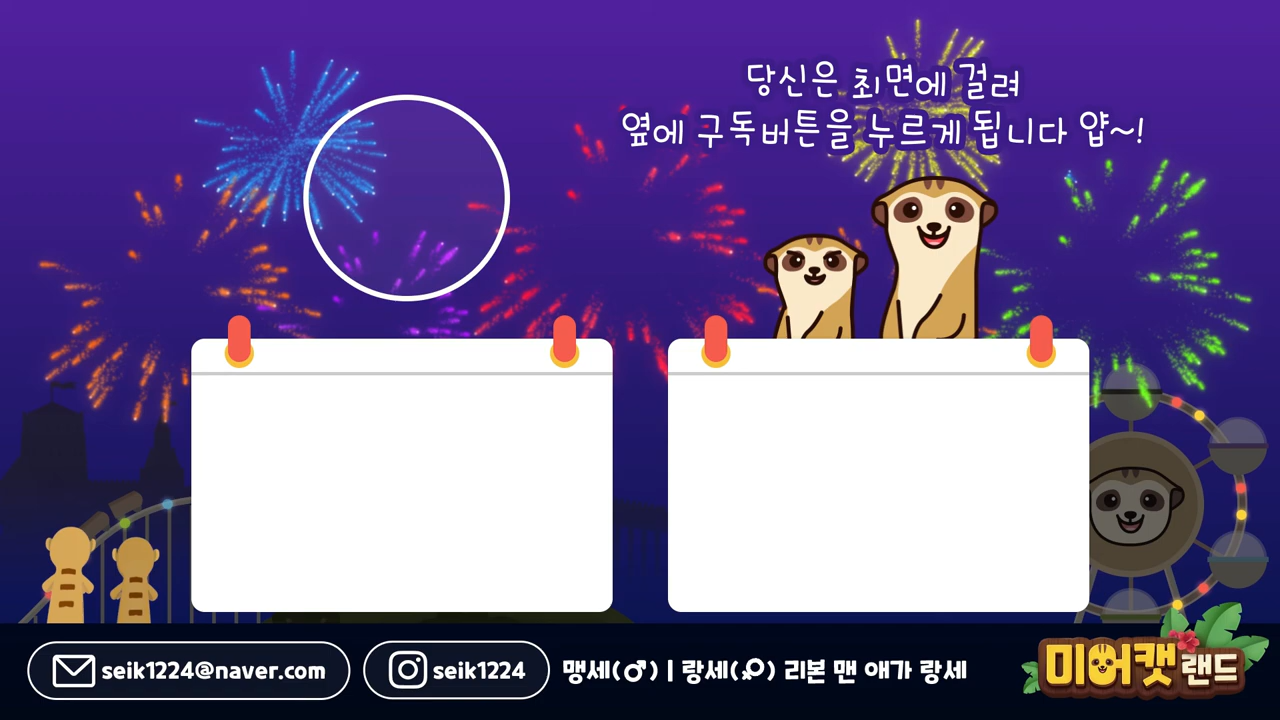 당신은 최면에 걸려
옆에 구독버튼을 누르게 됩니다 얍~!
seik1224@naver.com
seik1224
맹세(♂) | 랑세(♀) 리본 맨 애가 랑세
미어캣랜드